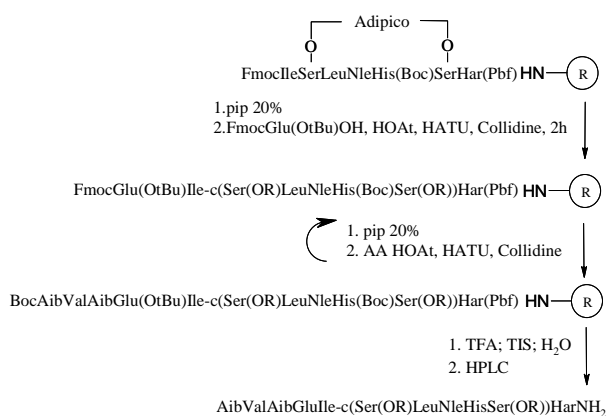 Adipico
O O
FmocIleSerLeuNleHis(Boc)SerHar(Pbf) HN R
1.pip 20%
2.FmocGlu(OtBu)OH, HOAt, HATU, Collidine, 2h
FmocGlu(OtBu)Ile-c(Ser(OR)LeuNleHis(Boc)Ser(OR))Har(Pbf) HN R
1. pip 20%
2. AA HOAt, HATU, Collidine
BocAibValAibGlu(OtBu)Ile-c(Ser(OR)LeuNleHis(Boc)Ser(OR))Har(Pbf) HN R
1. TFA; TIS; H₂O
2. HPLC
AibValAibGluIle-c(Ser(OR)LeuNleHisSer(OR))HarNH₂